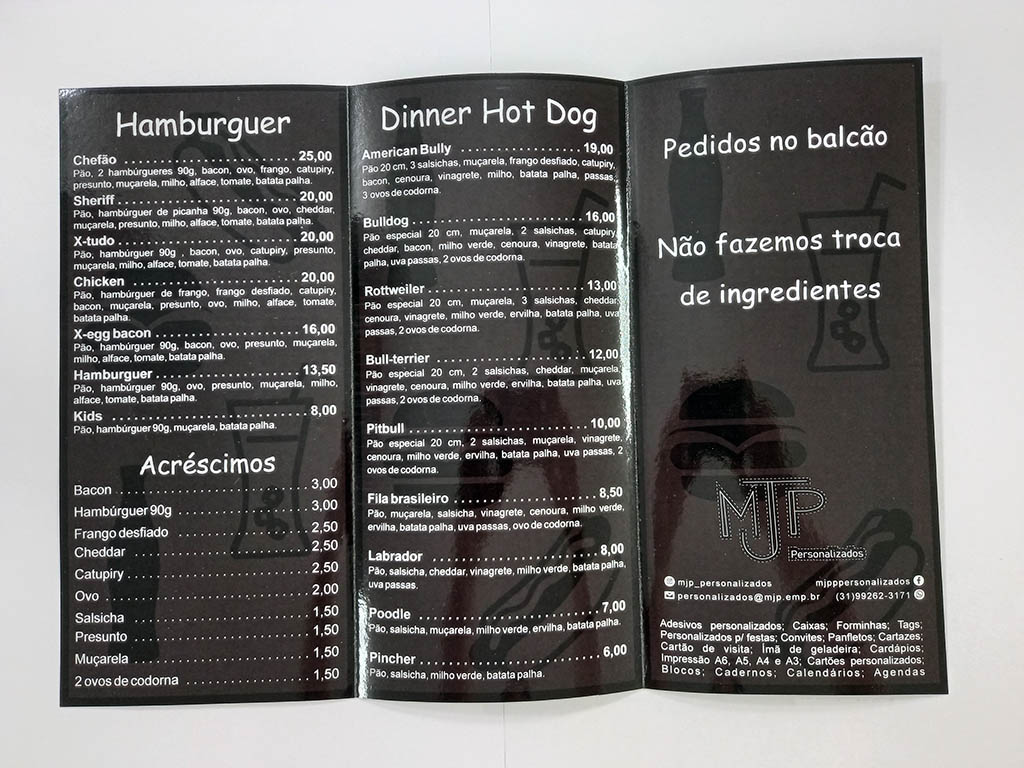 Hamburguer
Chefão ........................ 25,00
Pão, 2 hambúrgueres 90g, bacon, ovo, frango, catupiry,
presunto, muçarela, milho, alface, tomate, batata palha.
Sheriff ........................ 20,00
Pão, hambúrguer de picanha 90g, bacon, ovo, cheddar,
muçarela, presunto, milho, alface, tomate, batata palha.
X-tudo ........................ 20,00
Pão, hambúrguer 90g , bacon, ovo, catupiry, presunto,
muçarela, milho, alface, tomate, batata palha.
Chicken ........................ 20,00
Pão, hambúrguer de frango, frango desfiado, catupiry,
bacon, muçarela, presunto, ovo, milho, alface, tomate,
batata palha.
X-egg bacon ........................ 16,00
Pão, hambúrguer 90g, bacon, ovo, presunto, muçarela,
milho, alface, tomate, batata palha.
Hamburguer ........................ 13,50
Pão, hambúrguer 90g, ovo, presunto, muçarela, milho,
alface, tomate, batata palha.
Kids ........................ 8,00
Pão, hambúrguer 90g, muçarela, batata palha.
Acréscimos
Bacon ........................ 3,00
Hambúrguer 90g ........................ 3,00
Frango desfiado ........................ 2,50
Cheddar ........................ 2,50
Catupiry ........................ 2,50
Ovo ........................ 2,00
Salsicha ........................ 1,50
Presunto ........................ 1,50
Muçarela ........................ 1,50
2 ovos de codorna ........................ 1,50
Dinner Hot Dog
American Bully ........................ 19,00
Pão 20 cm, 3 salsichas, muçarela, frango desfiado, catupiry,
bacon, cenoura, vinagrete, milho, batata palha, passas,
3 ovos de codorna.
Bulldog ........................ 16,00
Pão especial 20 cm, muçarela, 2 salsichas, catupiry,
cheddar, bacon, milho verde, cenoura, vinagrete, batata
palha, uva passas, 2 ovos de codorna.
Rottweiler ........................ 13,00
Pão especial 20 cm, muçarela, 3 salsichas, cheddar,
cenoura, vinagrete, milho verde, ervilha, batata palha, uva
passas, 2 ovos de codorna.
Bull-terrier ........................ 12,00
Pão especial 20 cm, 2 salsichas, cheddar, muçarela,
vinagrete, cenoura, milho verde, ervilha, batata palha, uva
passas, 2 ovos de codorna.
Pitbull ........................ 10,00
Pão especial 20 cm, 2 salsichas, muçarela, vinagrete,
cenoura, milho verde, ervilha, batata palha, uva passas, 2
ovos de codorna.
Fila brasileiro ........................ 8,50
Pão, muçarela, salsicha, vinagrete, cenoura, milho verde,
ervilha, batata palha, uva passas, ovo de codorna.
Labrador ........................ 8,00
Pão, salsicha, cheddar, vinagrete, milho verde, batata palha,
uva passas.
Poodle ........................ 7,00
Pão, salsicha, muçarela, milho verde, ervilha, batata palha.
Pincher ........................ 6,00
Pão, salsicha, milho verde, batata palha.
Pedidos no balcão
Não fazemos troca
de ingredientes
MJP
Personalizados
mjp_personalizados mjpppersonalizados
personalizados@mjp.emp.br (31)99262-3171
Adesivos personalizados; Caixas; Forminhas; Tags;
Personalizados p/ festas; Convites; Panfletos; Cartazes;
Cartão de visita; Imã de geladeira; Cardápios;
Impressão A6, A5, A4 e A3; Cartões personalizados;
Blocos; Cadernos; Calendários; Agendas